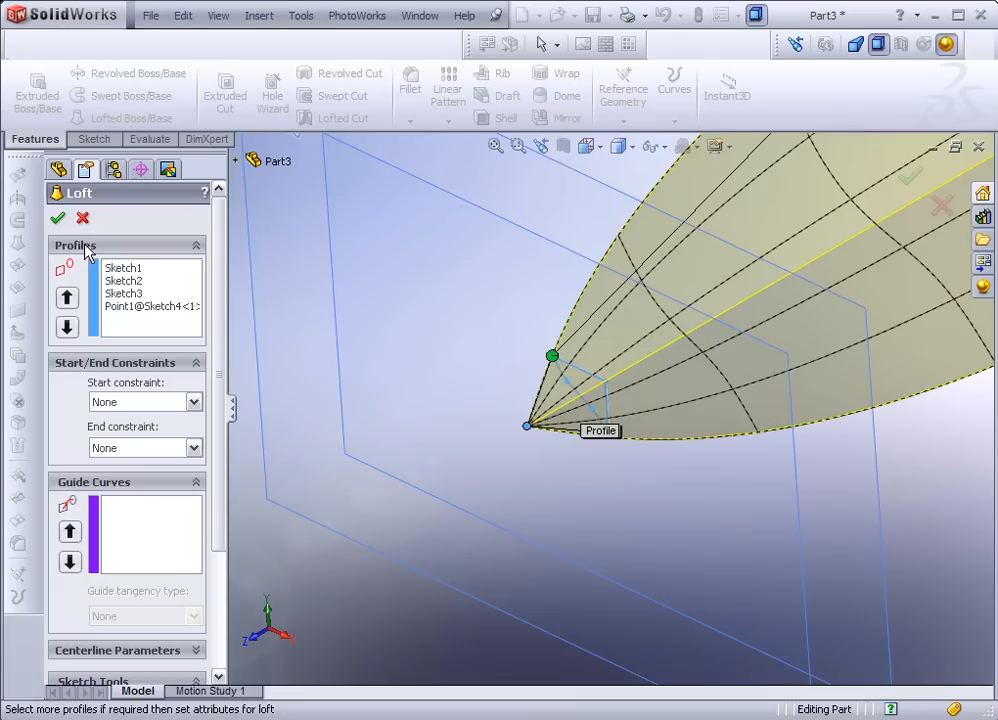 SolidWorks File Edit View Insert Tools PhotoWorks Window Help Part3 *
Extruded Boss/Base
Revolved Boss/Base
Swept Boss/Base
Lofted Boss/Base
Extruded Cut
Hole Wizard
Revolved Cut
Swept Cut
Lofted Cut
Fillet
Linear Pattern
Rib
Draft
Shell
Wrap
Dome
Mirror
Reference Geometry
Curves
Instant3D
Features Sketch Evaluate DimXpert
Part3
Loft ?
Profiles
Sketch1
Sketch2
Sketch3
Point1@Sketch4<1>
Start/End Constraints
Start constraint:
None
End constraint:
None
Guide Curves
Guide tangency type:
None
Centerline Parameters
Sketch Tools
Profile
Y
Z
X
Model Motion Study 1
Select more profiles if required then set attributes for loft Editing Part ?